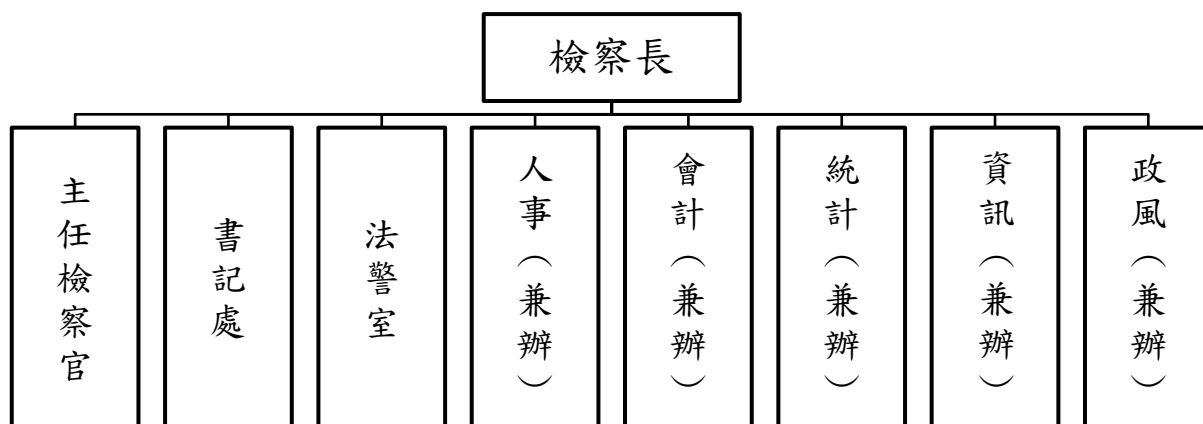 檢察長
主任檢察官
書記處
法警室
人事（兼辦）
會計（兼辦）
統計（兼辦）
資訊（兼辦）
政風（兼辦）